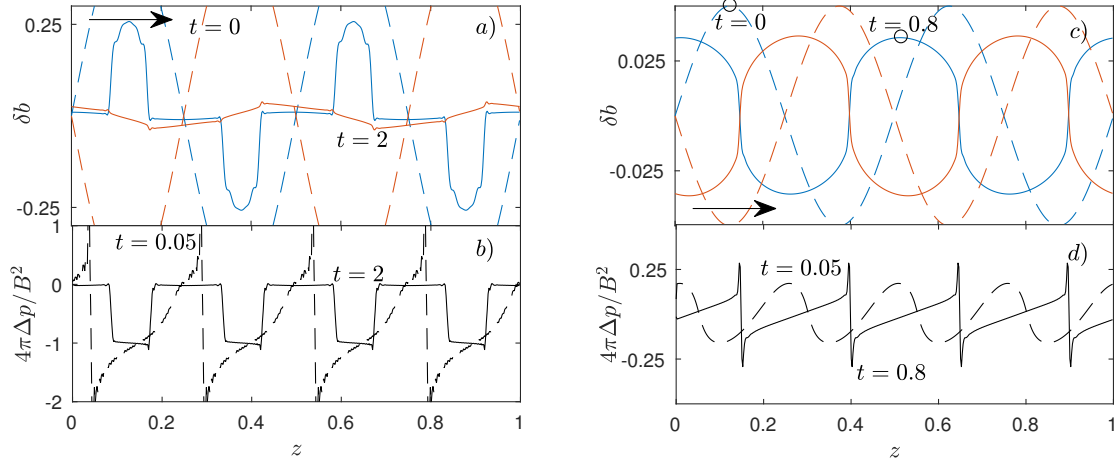 0.25
t = 0
a)
δb
t = 2
-0.25
1
t = 0.05
b)
t = 2
4πΔp/B²
0
-1
-2
0 0.2 0.4 0.6 0.8 1
z
t = 0
t = 0.8
c)
0.025
δb
-0.025
0.25
t = 0.05
d)
4πΔp/B²
-0.25
t = 0.8
0 0.2 0.4 0.6 0.8 1
z